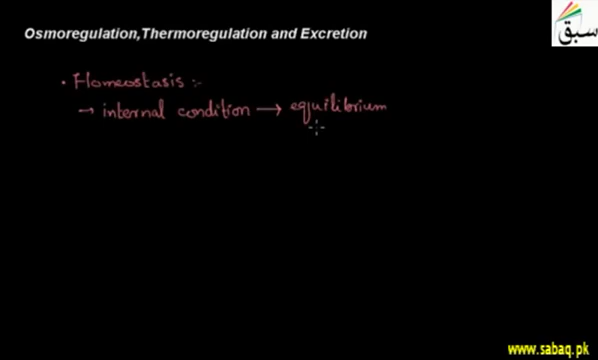 سبق
Osmoregulation,Thermoregulation and Excretion
• Homeostasis :-
→ internal condition → equilibrium
www.sabaq.pk